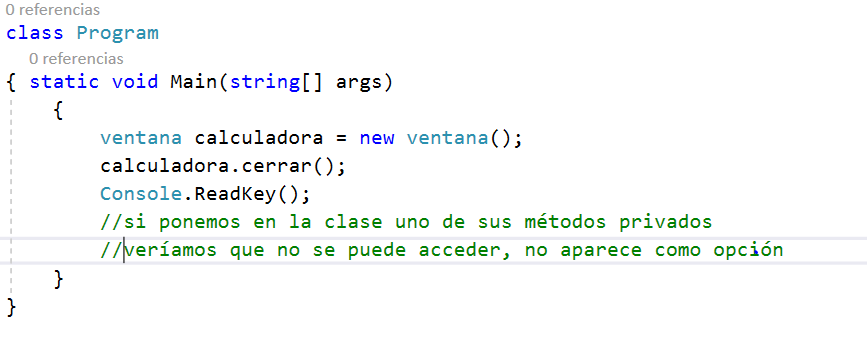 0 referencias
class Program
0 referencias
{ static void Main(string[] args)
{
ventana calculadora = new ventana();
calculadora.cerrar();
Console.ReadKey();
//si ponemos en la clase uno de sus métodos privados
//veríamos que no se puede acceder, no aparece como opción
}
}